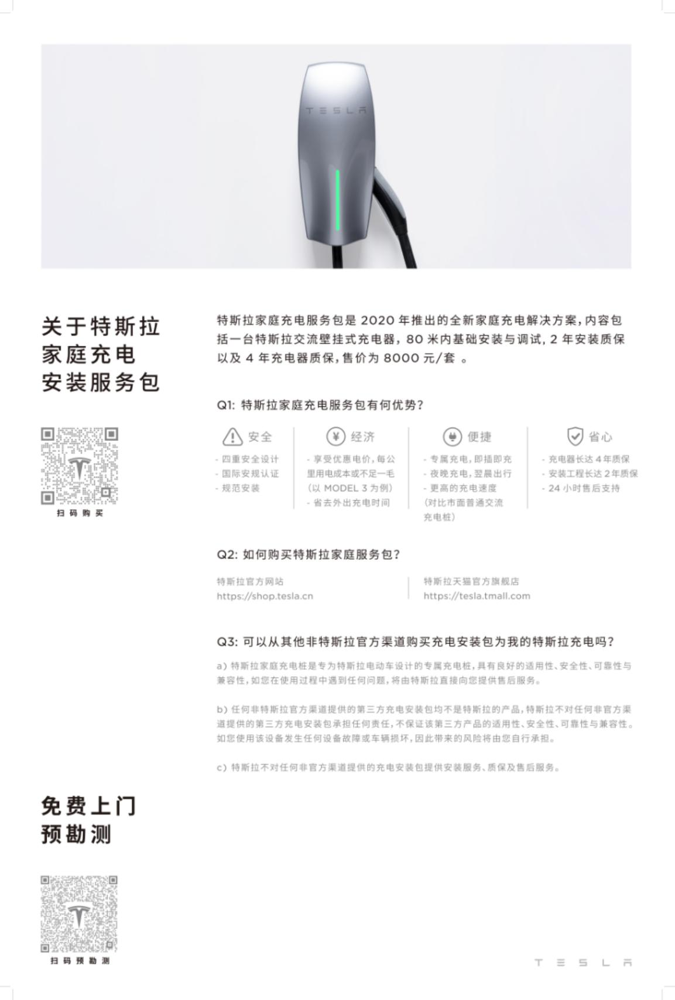 TESLA
关于特斯拉
家庭充电
安装服务包
扫码购买
特斯拉家庭充电服务包是 2020 年推出的全新家庭充电解决方案,内容包
括一台特斯拉交流壁挂式充电器, 80 米内基础安装与调试, 2 年安装质保
以及 4 年充电器质保,售价为 8000 元/套 。
Q1: 特斯拉家庭充电服务包有何优势?
安全
- 四重安全设计
- 国际安规认证
- 规范安装
¥ 经济
- 享受优惠电价,每公
里用电成本或不足一毛
(以 MODEL 3 为例)
- 省去外出充电时间
便捷
- 专属充电,即插即充
- 夜晚充电,翌晨出行
- 更高的充电速度
(对比市面普通交流
充电桩)
省心
- 充电器长达 4 年质保
- 安装工程长达 2 年质保
- 24 小时售后支持
Q2: 如何购买特斯拉家庭服务包?
特斯拉官方网站
https://shop.tesla.cn
特斯拉天猫官方旗舰店
https://tesla.tmall.com
Q3: 可以从其他非特斯拉官方渠道购买充电安装包为我的特斯拉充电吗?
a) 特斯拉家庭充电桩是专为特斯拉电动车设计的专属充电桩,具有良好的适用性、安全性、可靠性与
兼容性,如您在使用过程中遇到任何问题,将由特斯拉直接向您提供售后服务。
b) 任何非特斯拉官方渠道提供的第三方充电安装包均不是特斯拉的产品,特斯拉不对任何非官方渠
道提供的第三方充电安装包承担任何责任,不保证该第三方产品的适用性、安全性、可靠性与兼容性。
如您使用该设备发生任何设备故障或车辆损坏,因此带来的风险将由您自行承担。
c) 特斯拉不对任何非官方渠道提供的充电安装包提供安装服务、质保及售后服务。
免费上门
预勘测
扫码预勘测
TESLA